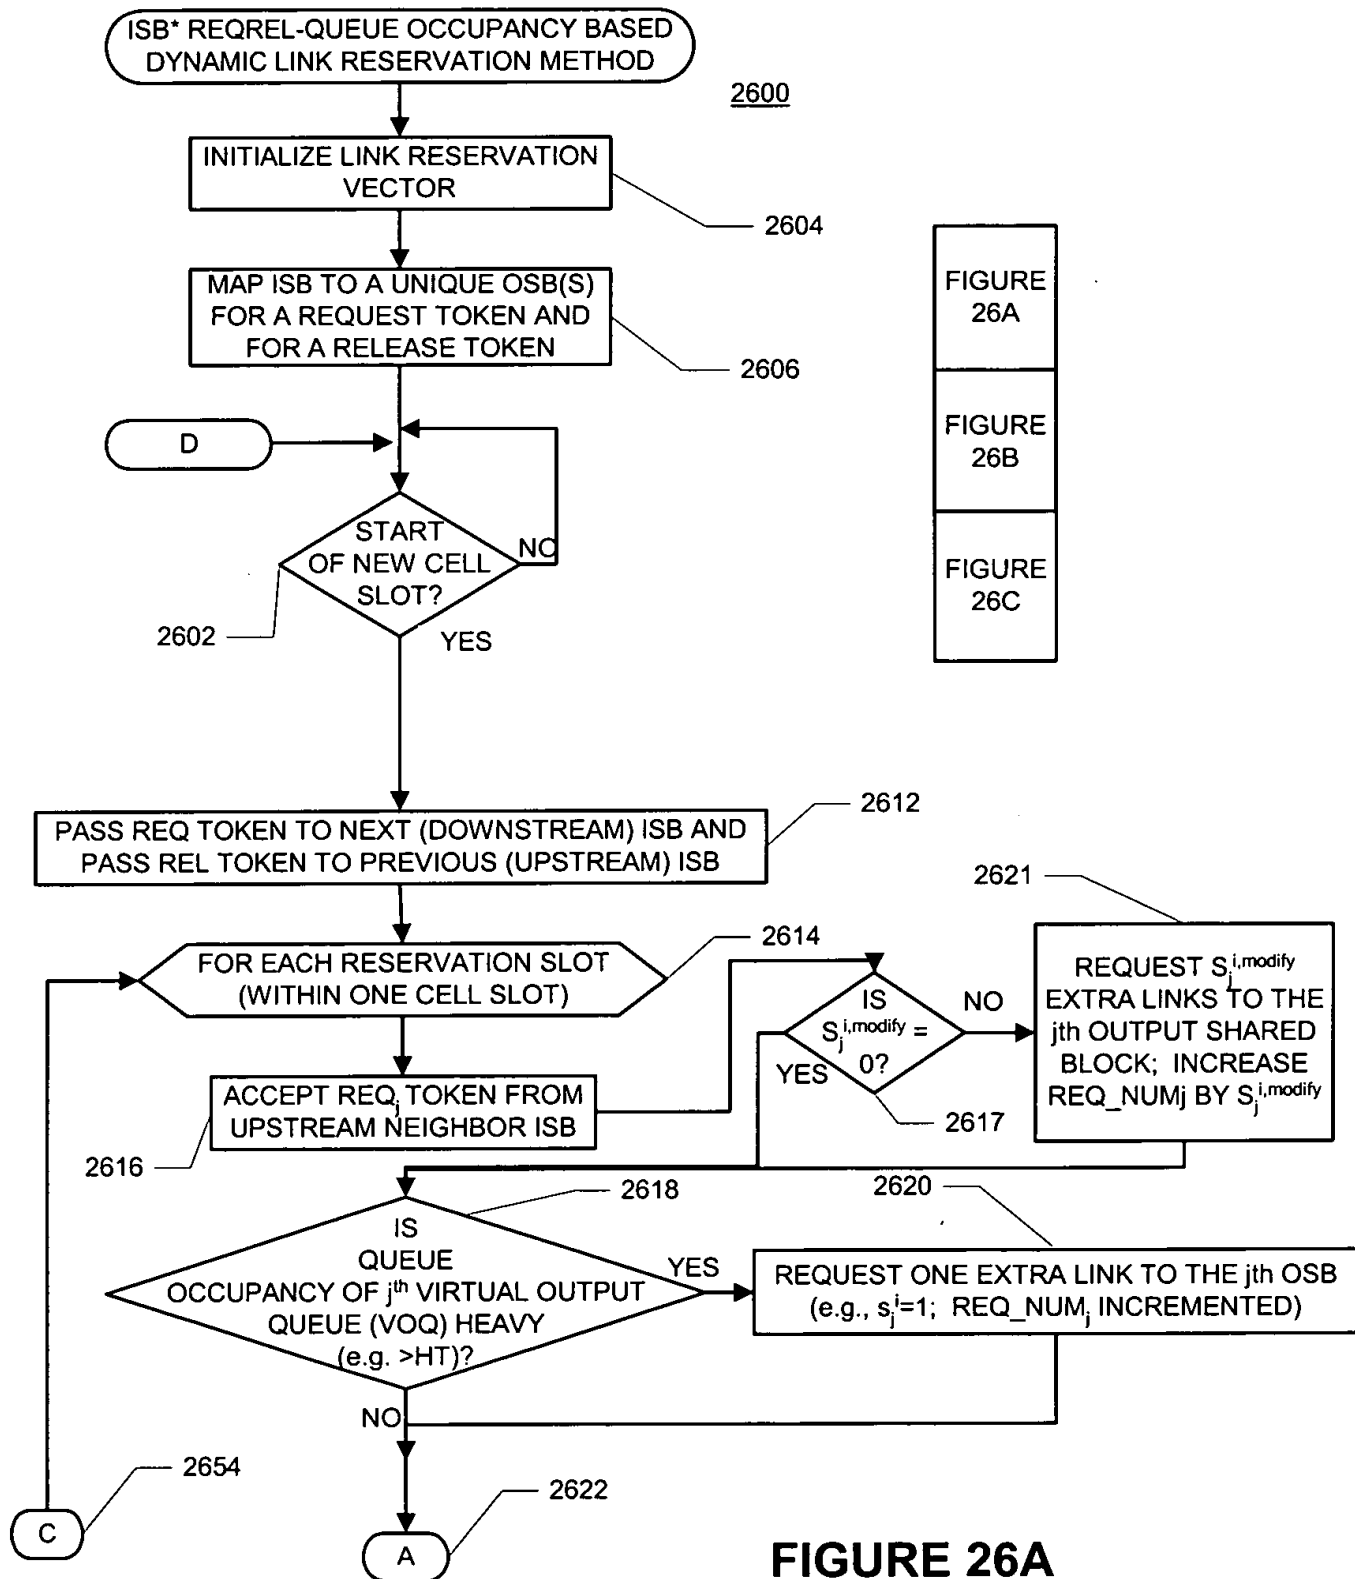 ISB* REQREL-QUEUE OCCUPANCY BASED
DYNAMIC LINK RESERVATION METHOD
2600
INITIALIZE LINK RESERVATION
VECTOR
2604
MAP ISB TO A UNIQUE OSB(S)
FOR A REQUEST TOKEN AND
FOR A RELEASE TOKEN
2606
FIGURE
26A
FIGURE
26B
FIGURE
26C
D
START
OF NEW CELL
SLOT?
NO
2602
YES
PASS REQ TOKEN TO NEXT (DOWNSTREAM) ISB AND
PASS REL TOKEN TO PREVIOUS (UPSTREAM) ISB
2612
2621
FOR EACH RESERVATION SLOT
(WITHIN ONE CELL SLOT)
2614
IS
S_j^{i,modify} =
0?
NO
YES
2617
REQUEST S_j^{i,modify}
EXTRA LINKS TO THE
jth OUTPUT SHARED
BLOCK; INCREASE
REQ_NUMj BY S_j^{i,modify}
ACCEPT REQ_j TOKEN FROM
UPSTREAM NEIGHBOR ISB
2616
2618
2620
IS
QUEUE
OCCUPANCY OF j^{th} VIRTUAL OUTPUT
QUEUE (VOQ) HEAVY
(e.g. >HT)?
YES
REQUEST ONE EXTRA LINK TO THE jth OSB
(e.g., s_j^i=1; REQ_NUM_j INCREMENTED)
NO
2654
C
2622
A
FIGURE 26A